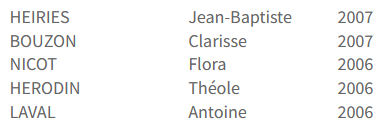 HEIRIES Jean-Baptiste 2007
BOUZON Clarisse 2007
NICOT Flora 2006
HERODIN Théole 2006
LAVAL Antoine 2006